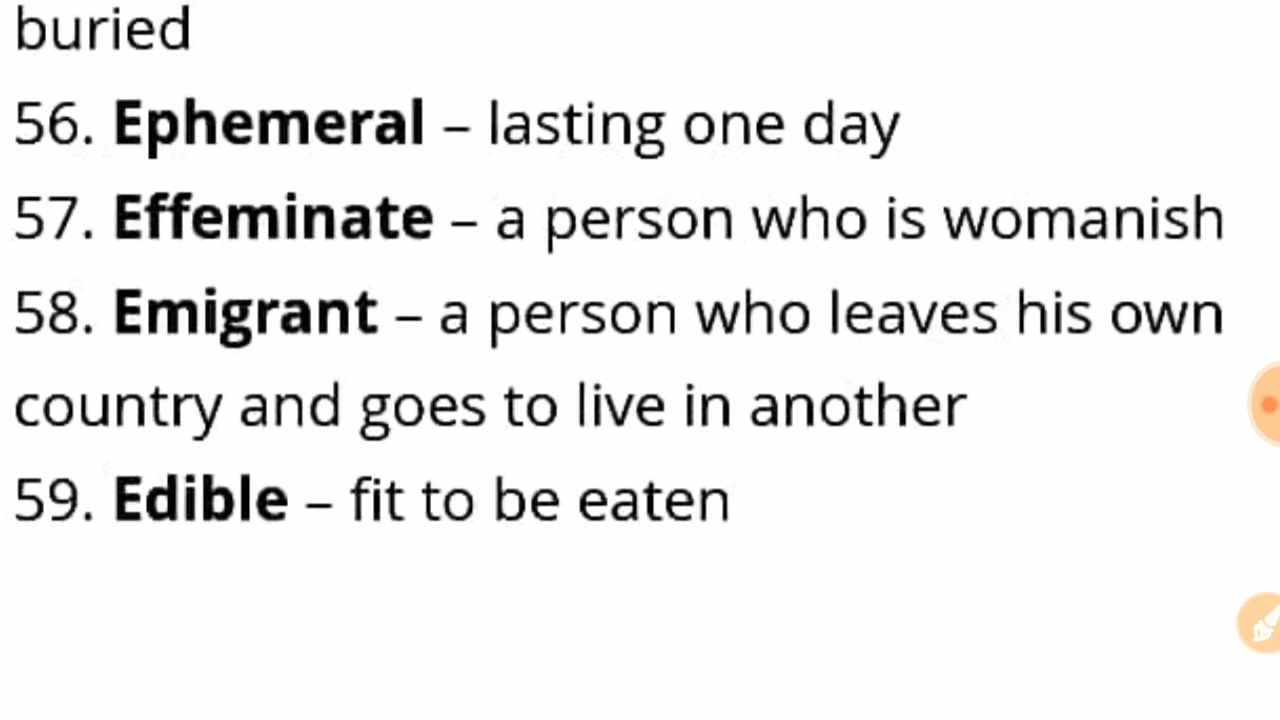 buried
56. Ephemeral – lasting one day
57. Effeminate – a person who is womanish
58. Emigrant – a person who leaves his own
country and goes to live in another
59. Edible – fit to be eaten